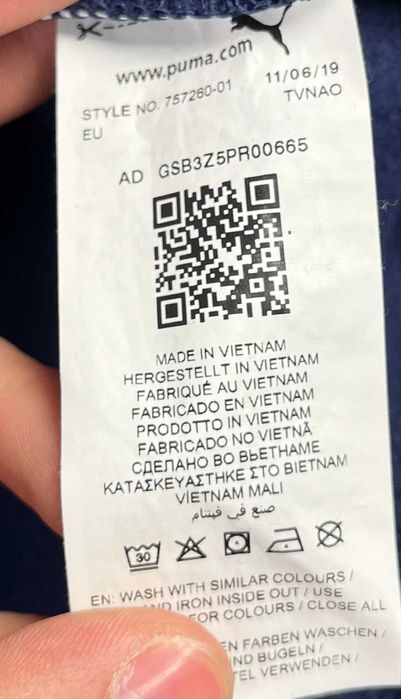 PUMA
www.puma.com
STYLE NO. 757260-01 11/06/19
EU TVNAO
AD GSB3Z5PR00665
MADE IN VIETNAM
HERGESTELLT IN VIETNAM
FABRIQUÉ AU VIETNAM
FABRICADO EN VIETNAM
PRODOTTO IN VIETNAM
FABRICADO NO VIETNÃ
СДЕЛАНО ВО ВЬЕТНАМЕ
ΚΑΤΑΣΚΕΥΑΣΤΗΚΕ ΣΤΟ ΒΙΕΤΝΑΜ
VİETNAM MALI
صنع في فيتنام
30
EN: WASH WITH SIMILAR COLOURS /
IRON INSIDE OUT / USE
FOR COLOURS / CLOSE ALL
FARBEN WASCHEN /
BUGELN /
VERWENDEN /